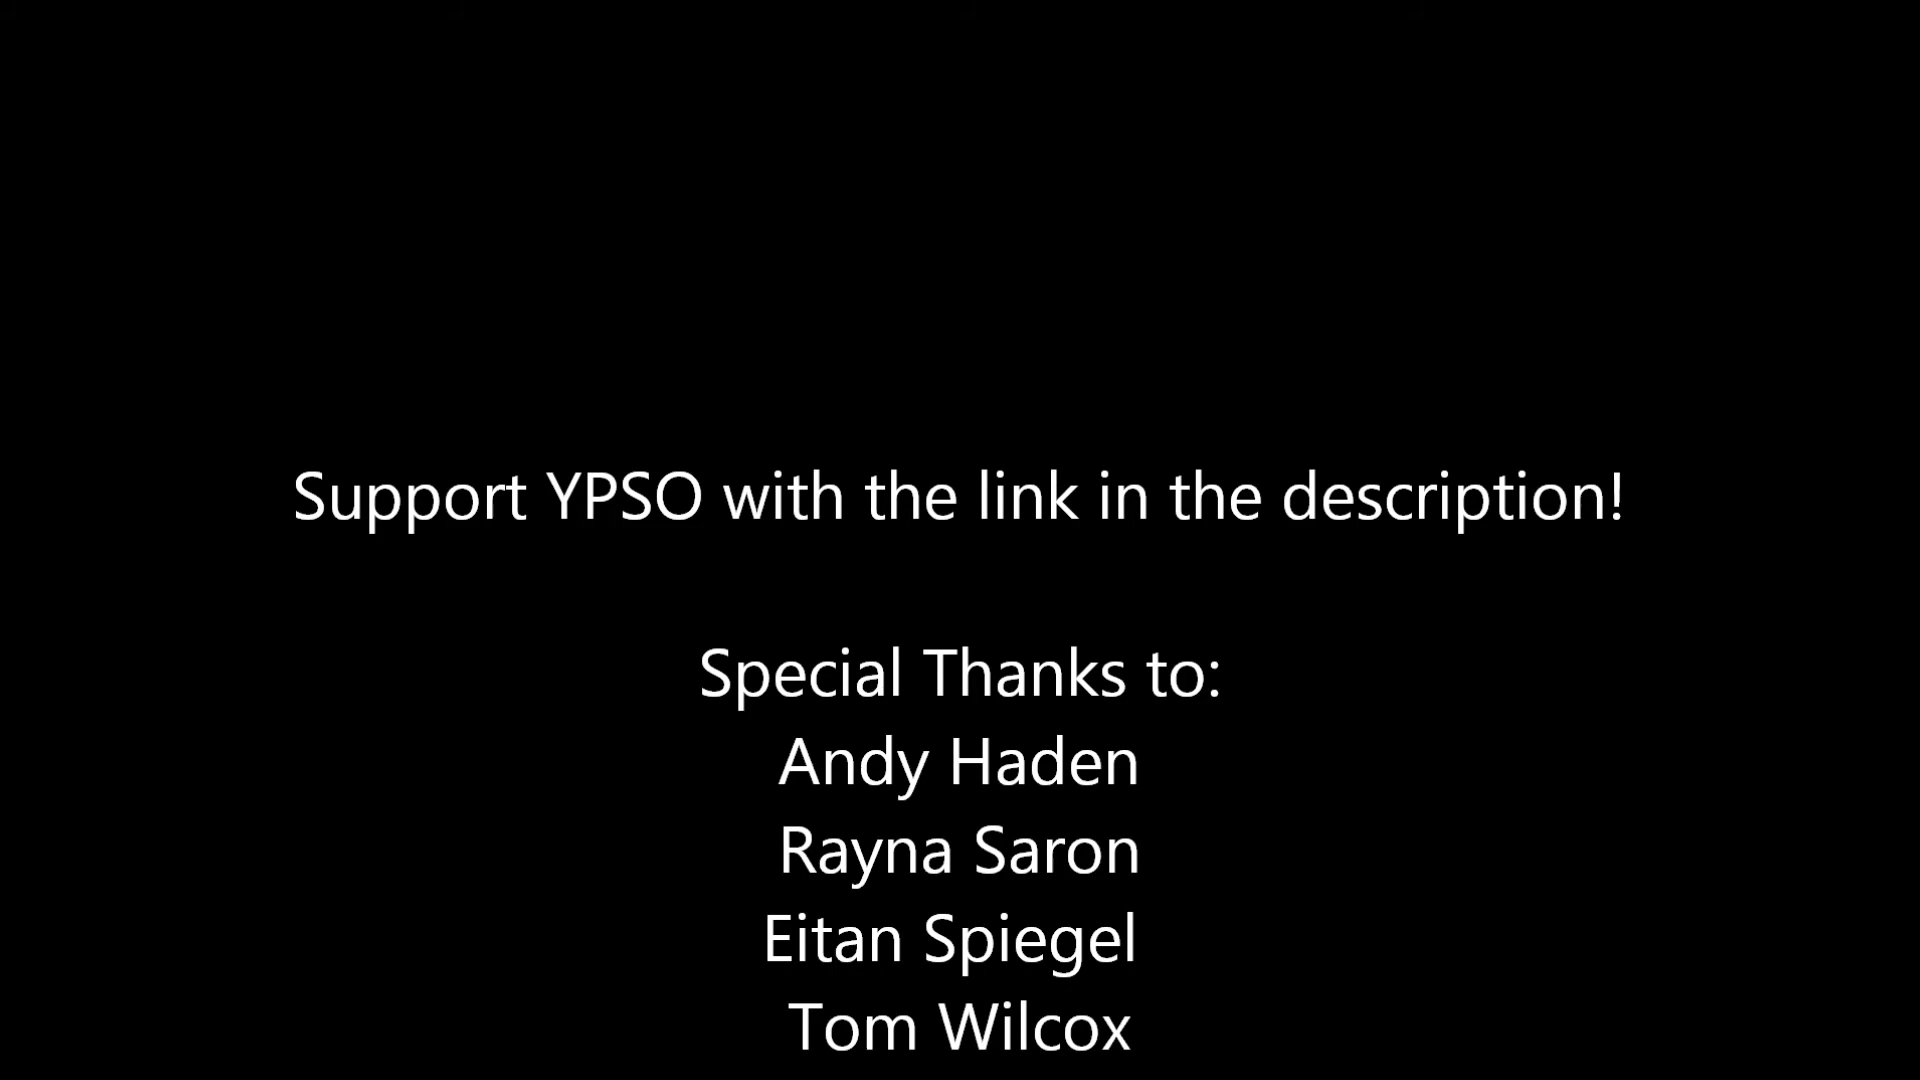 Support YPSO with the link in the description!
Special Thanks to:
Andy Haden
Rayna Saron
Eitan Spiegel
Tom Wilcox